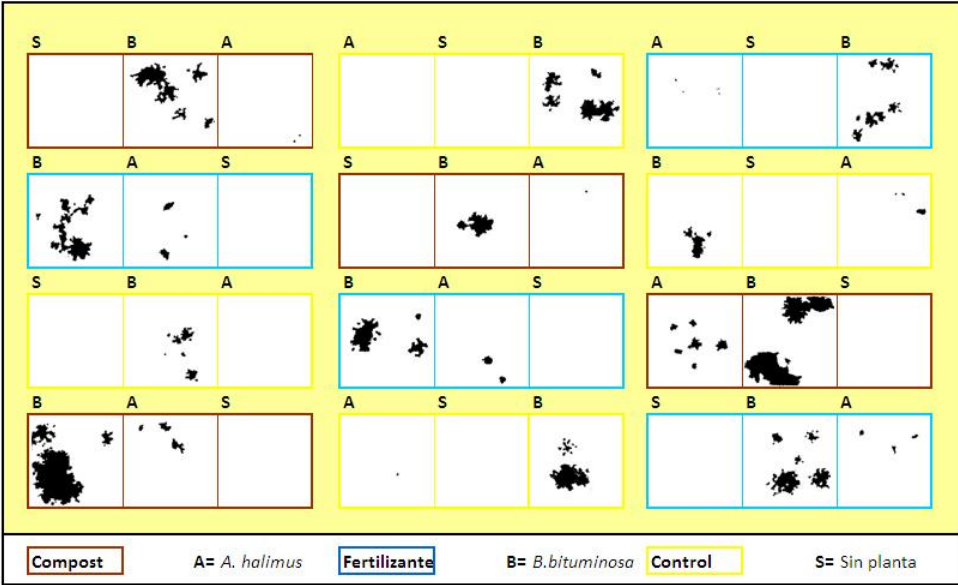 S B A A S B A S B
B A S S B A B S A
S B A B A S A B S
B A S A S B S B A
Compost A= A. halimus Fertilizante B= B.bituminosa Control S= Sin planta